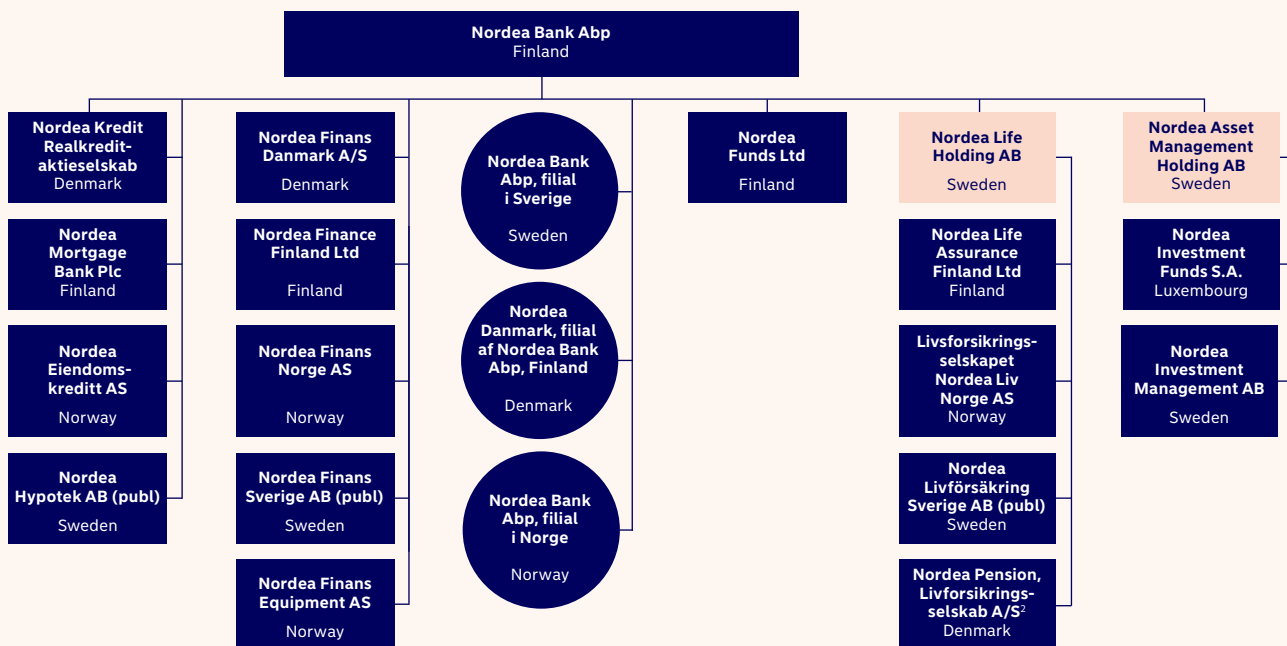 Nordea Bank Abp
Finland
Nordea Kredit
Realkredit-
aktieselskab
Denmark
Nordea
Mortgage
Bank Plc
Finland
Nordea
Eiendoms-
kreditt AS
Norway
Nordea
Hypotek AB (publ)
Sweden
Nordea Finans
Danmark A/S
Denmark
Nordea Finance
Finland Ltd
Finland
Nordea Finans
Norge AS
Norway
Nordea Finans
Sverige AB (publ)
Sweden
Nordea Finans
Equipment AS
Norway
Nordea Bank
Abp, filial
i Sverige
Sweden
Nordea
Danmark, filial
af Nordea Bank
Abp, Finland
Denmark
Nordea Bank
Abp, filial
i Norge
Norway
Nordea
Funds Ltd
Finland
Nordea Life
Holding AB
Sweden
Nordea Life
Assurance
Finland Ltd
Finland
Livsforsikrings-
selskapet
Nordea Liv
Norge AS
Norway
Nordea
Livförsäkring
Sverige AB (publ)
Sweden
Nordea Pension,
Livforsikrings-
selskab A/S²
Denmark
Nordea Asset
Management
Holding AB
Sweden
Nordea
Investment
Funds S.A.
Luxembourg
Nordea
Investment
Management AB
Sweden